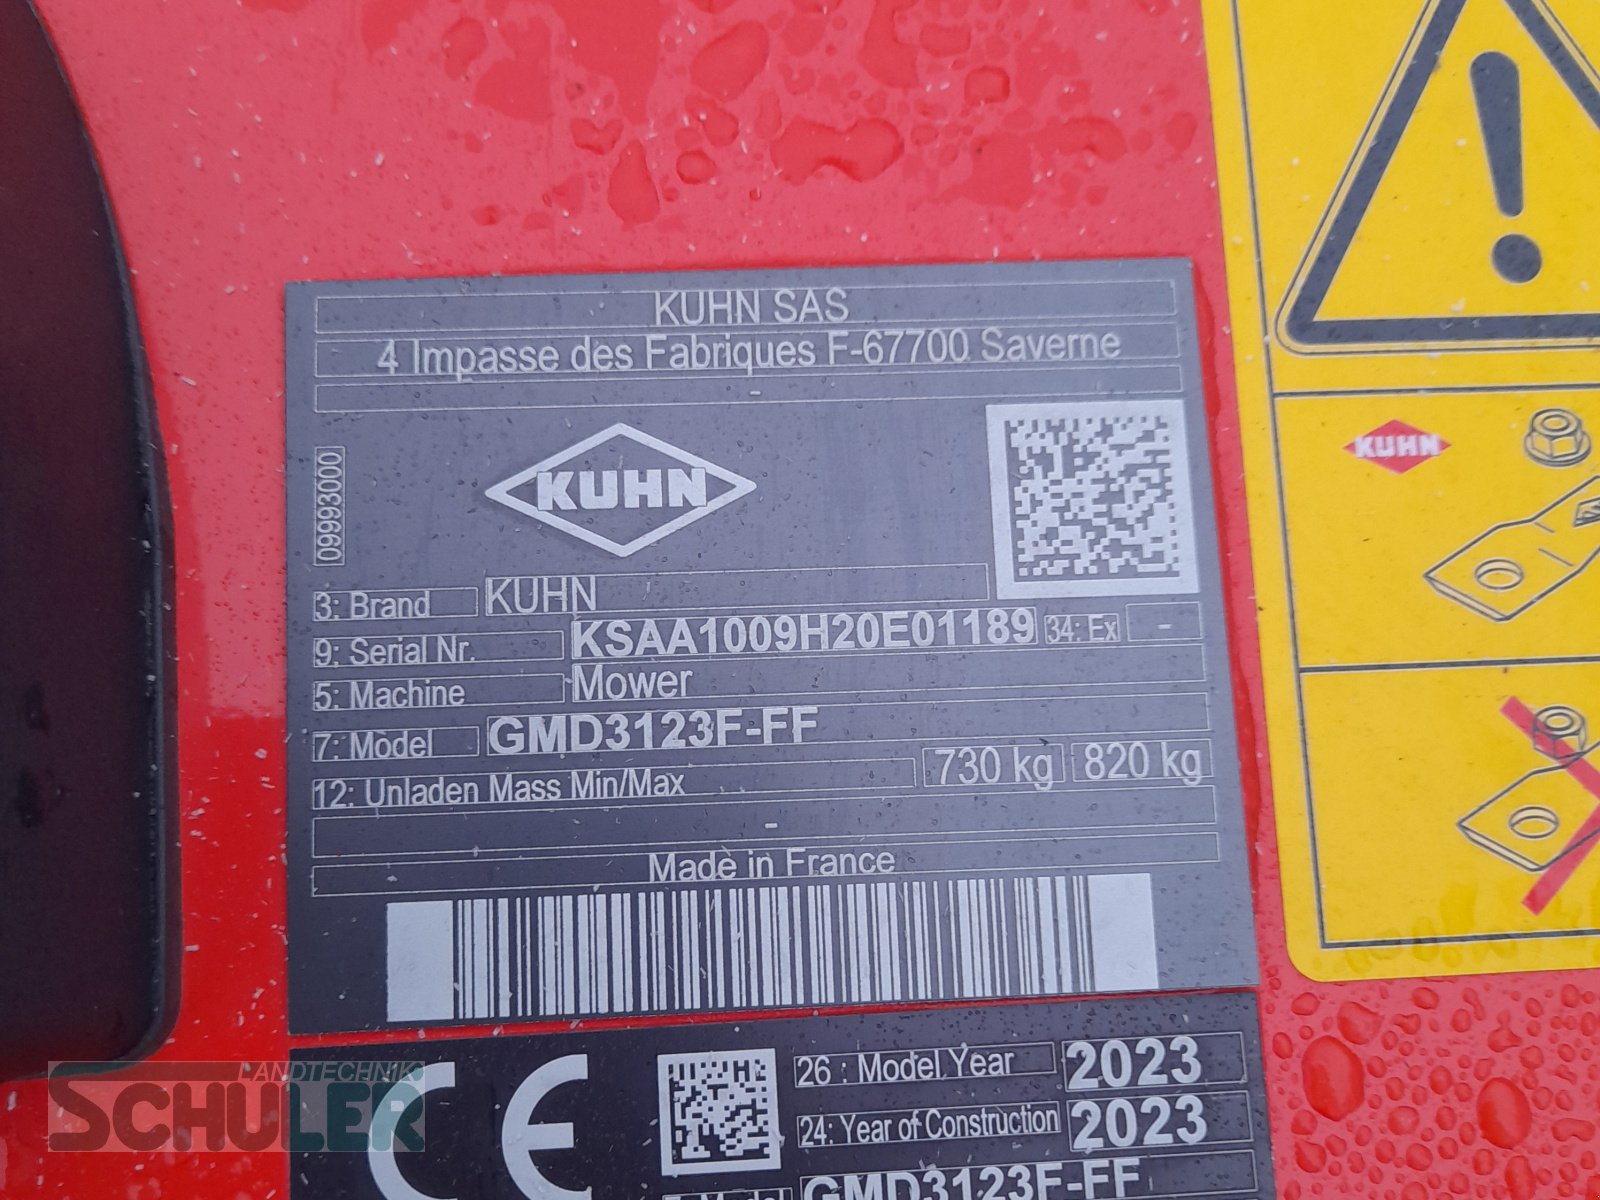 KUHN SAS
4 Impasse des Fabriques F-67700 Saverne
-
09993000
KUHN
KUHN
3: Brand KUHN
9: Serial Nr. KSAA1009H20E01189 34: Ex -
5: Machine Mower
7: Model GMD3123F-FF
12: Unladen Mass Min/Max 730 kg 820 kg
-
Made in France
CE
26 : Model Year 2023
24: Year of Construction 2023
7: Model GMD3123F-FF
LANDTECHNIK
SCHULER